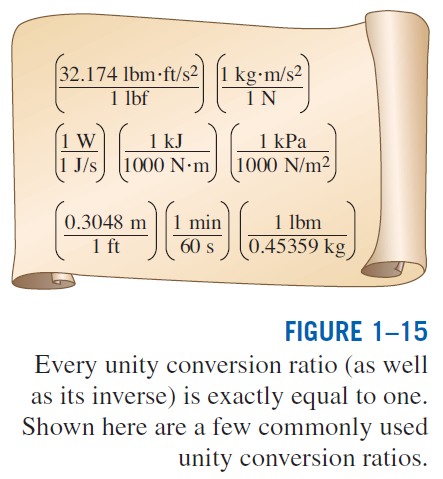 (32.174 lbm·ft/s² / 1 lbf) (1 kg·m/s² / 1 N)
(1 W / 1 J/s) (1 kJ / 1000 N·m) (1 kPa / 1000 N/m²)
(0.3048 m / 1 ft) (1 min / 60 s) (1 lbm / 0.45359 kg)
FIGURE 1–15
Every unity conversion ratio (as well
as its inverse) is exactly equal to one.
Shown here are a few commonly used
unity conversion ratios.